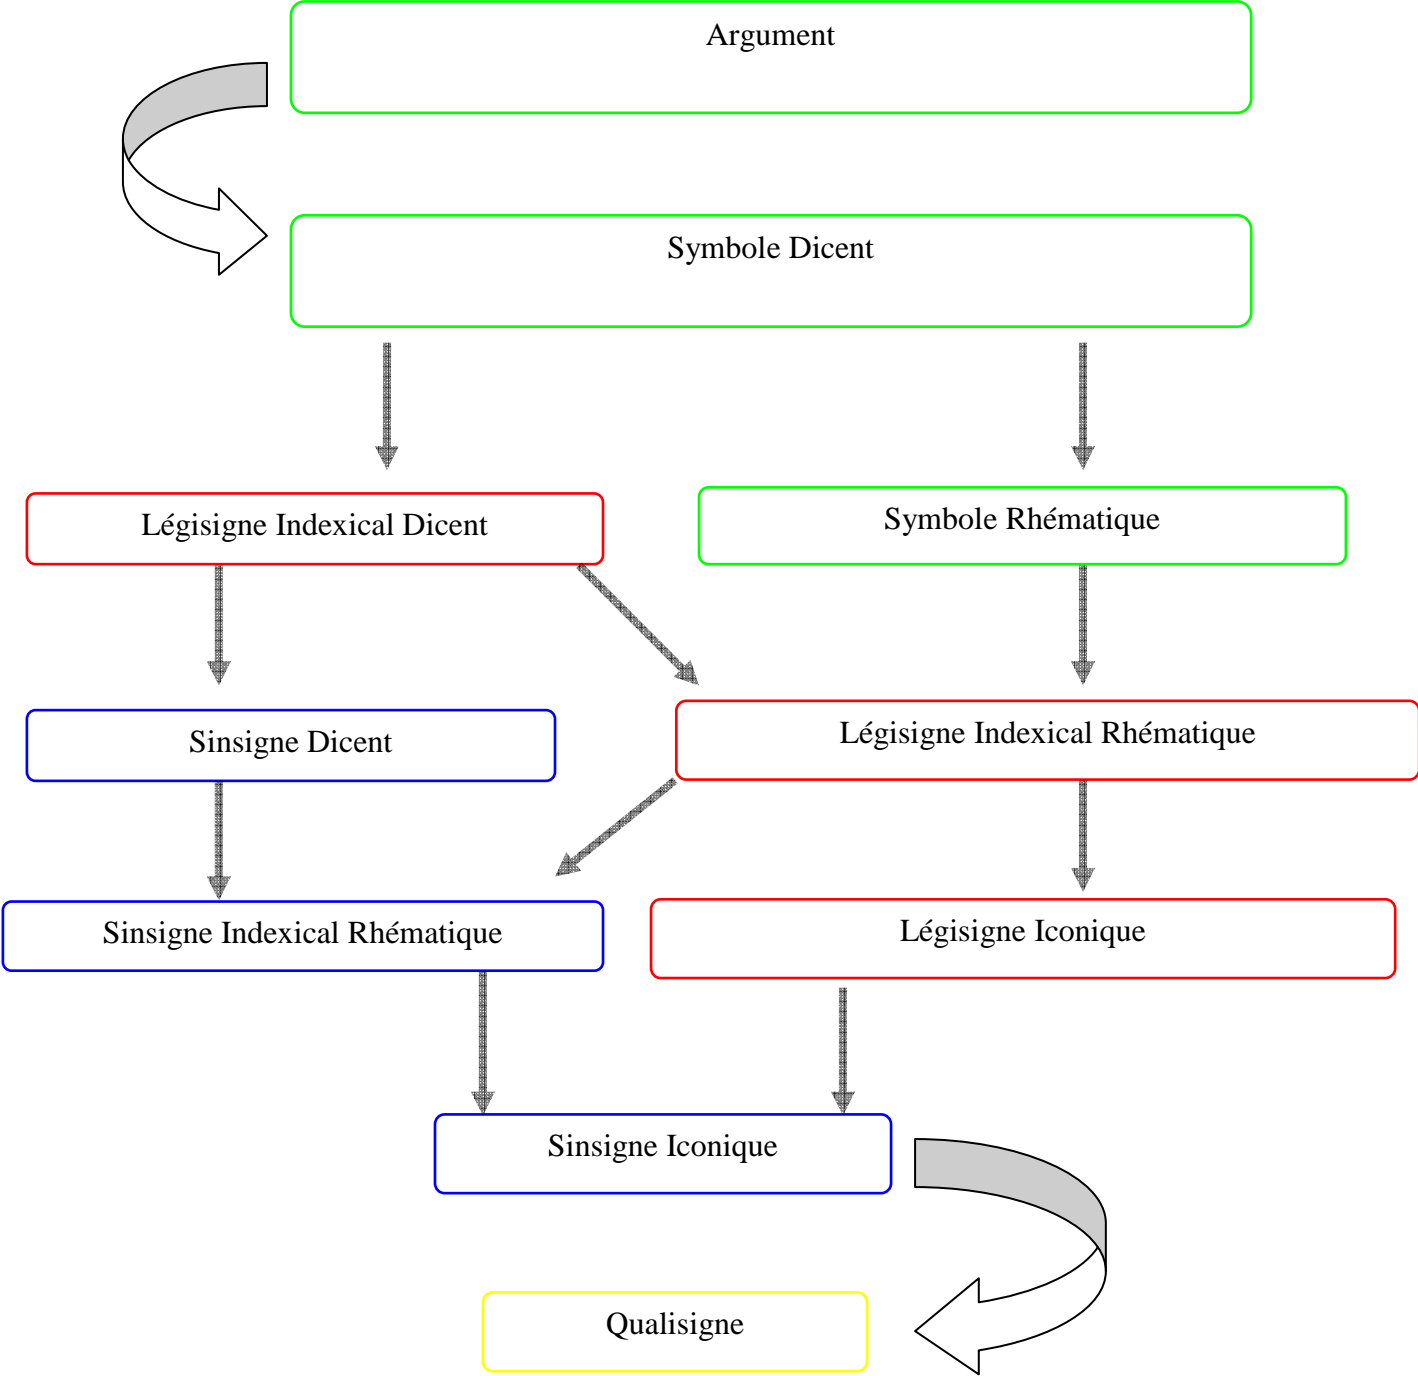 Argument
Symbole Dicent
Légisigne Indexical Dicent
Symbole Rhématique
Sinsigne Dicent
Légisigne Indexical Rhématique
Sinsigne Indexical Rhématique
Légisigne Iconique
Sinsigne Iconique
Qualisigne